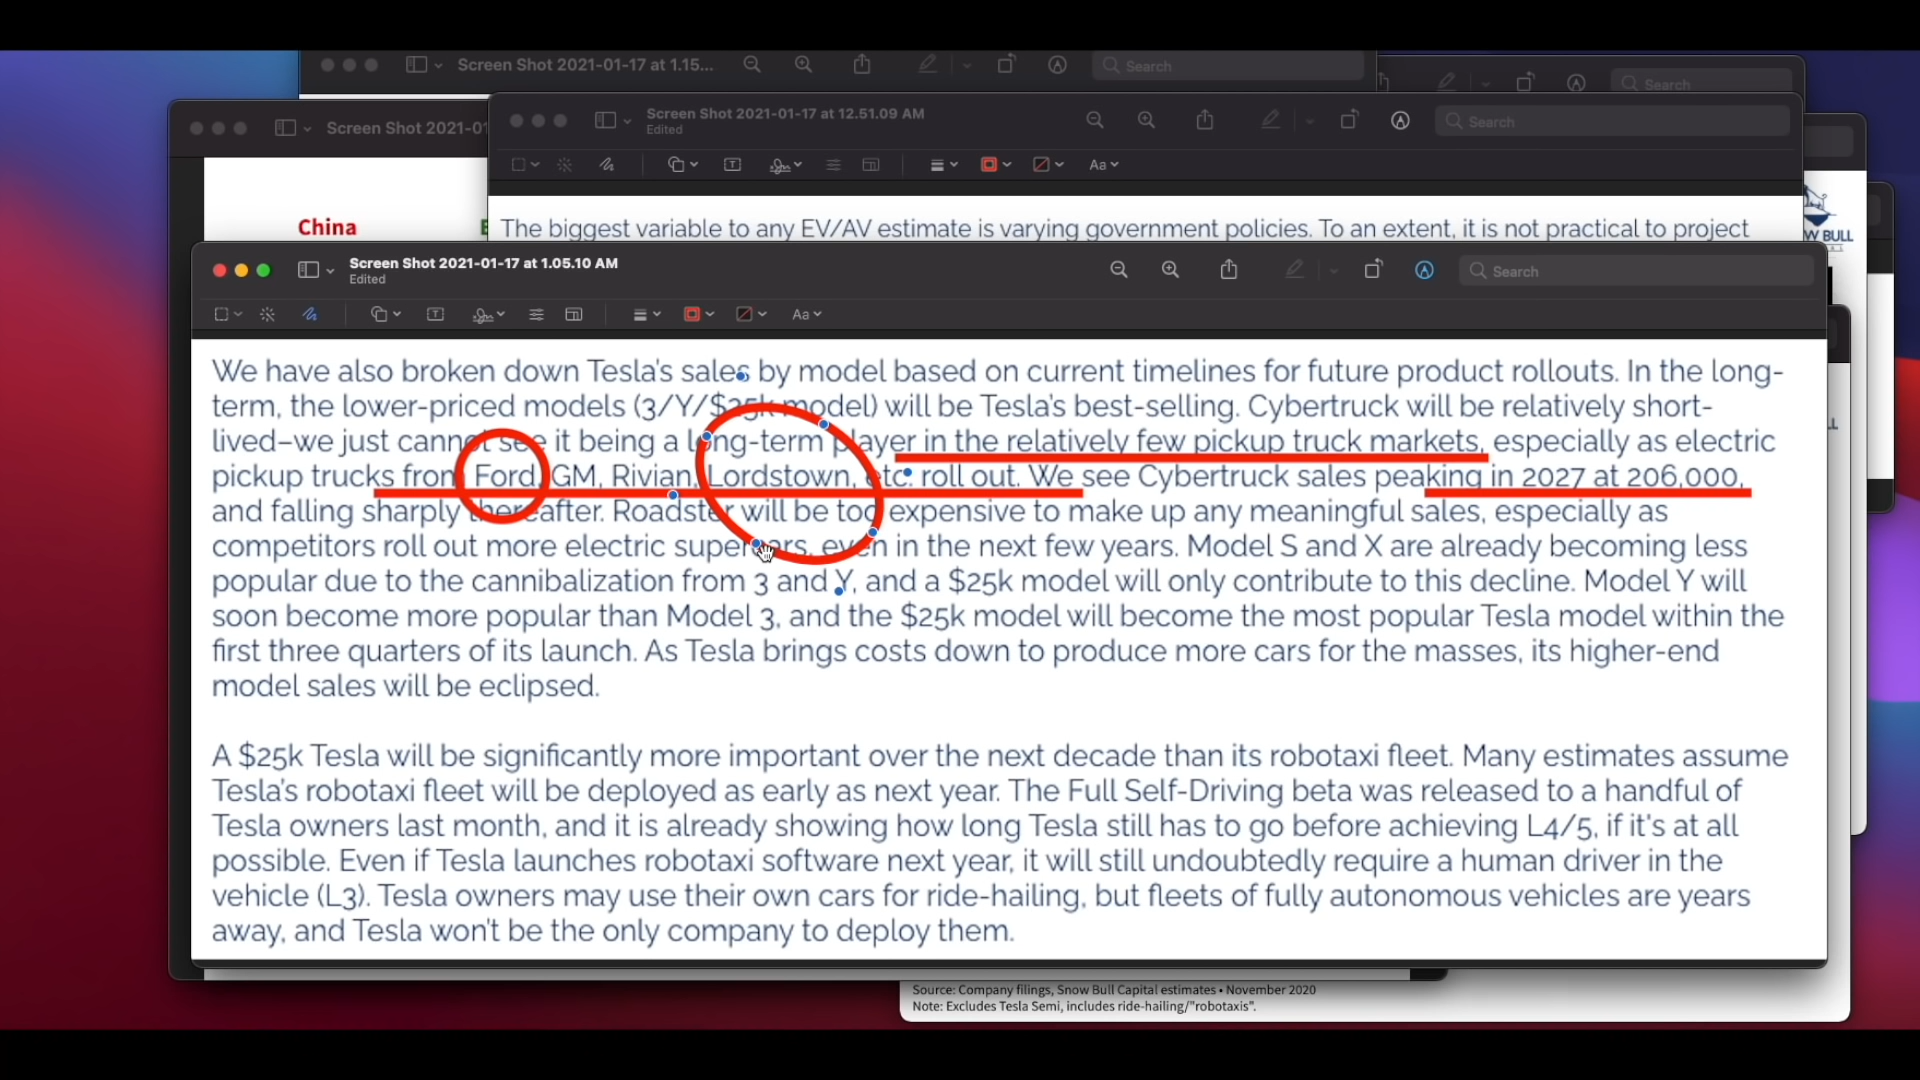 Screen Shot 2021-01-17 at 1.15...
Search
Search
Screen Shot 2021-01
Screen Shot 2021-01-17 at 12.51.09 AM
Edited
Search
Aa
China
The biggest variable to any EV/AV estimate is varying government policies. To an extent, it is not practical to project
W BULL
Screen Shot 2021-01-17 at 1.05.10 AM
Edited
Search
Aa
We have also broken down Tesla's sales by model based on current timelines for future product rollouts. In the long-
term, the lower-priced models (3/Y/$25k model) will be Tesla's best-selling. Cybertruck will be relatively short-
lived–we just cannot see it being a long-term player in the relatively few pickup truck markets, especially as electric
pickup trucks from Ford, GM, Rivian, Lordstown, etc. roll out. We see Cybertruck sales peaking in 2027 at 206,000,
and falling sharply thereafter. Roadster will be too expensive to make up any meaningful sales, especially as
competitors roll out more electric supercars, even in the next few years. Model S and X are already becoming less
popular due to the cannibalization from 3 and Y, and a $25k model will only contribute to this decline. Model Y will
soon become more popular than Model 3, and the $25k model will become the most popular Tesla model within the
first three quarters of its launch. As Tesla brings costs down to produce more cars for the masses, its higher-end
model sales will be eclipsed.
A $25k Tesla will be significantly more important over the next decade than its robotaxi fleet. Many estimates assume
Tesla's robotaxi fleet will be deployed as early as next year. The Full Self-Driving beta was released to a handful of
Tesla owners last month, and it is already showing how long Tesla still has to go before achieving L4/5, if it's at all
possible. Even if Tesla launches robotaxi software next year, it will still undoubtedly require a human driver in the
vehicle (L3). Tesla owners may use their own cars for ride-hailing, but fleets of fully autonomous vehicles are years
away, and Tesla won't be the only company to deploy them.
Source: Company filings, Snow Bull Capital estimates • November 2020
Note: Excludes Tesla Semi, includes ride-hailing/"robotaxis".